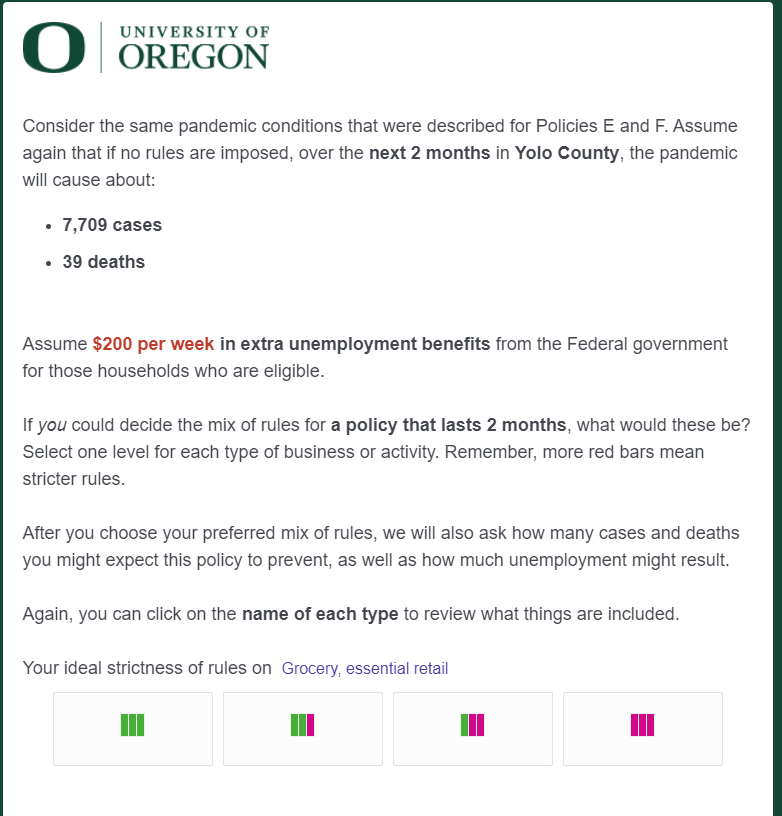 UNIVERSITY OF
OREGON
Consider the same pandemic conditions that were described for Policies E and F. Assume
again that if no rules are imposed, over the next 2 months in Yolo County, the pandemic
will cause about:
• 7,709 cases
• 39 deaths
Assume $200 per week in extra unemployment benefits from the Federal government
for those households who are eligible.
If you could decide the mix of rules for a policy that lasts 2 months, what would these be?
Select one level for each type of business or activity. Remember, more red bars mean
stricter rules.
After you choose your preferred mix of rules, we will also ask how many cases and deaths
you might expect this policy to prevent, as well as how much unemployment might result.
Again, you can click on the name of each type to review what things are included.
Your ideal strictness of rules on Grocery, essential retail